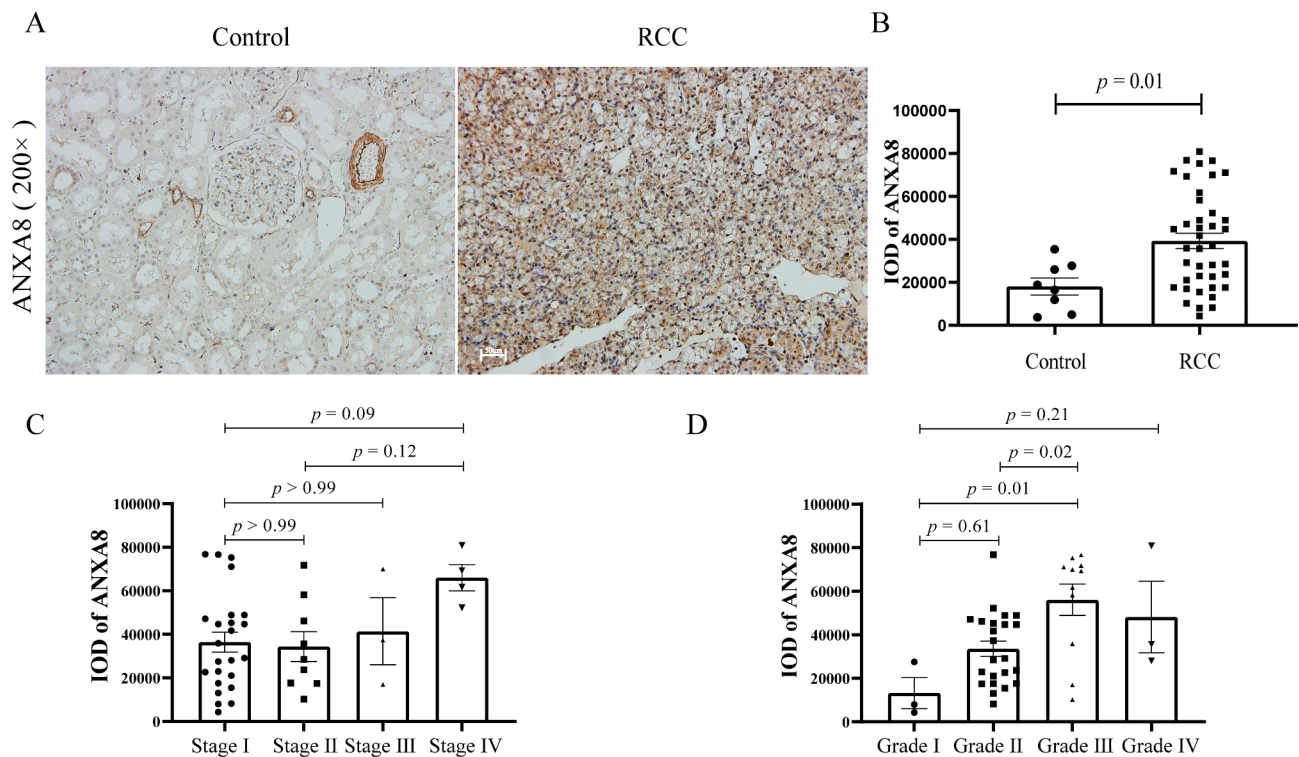 A
Control
RCC
ANXA8 ( 200× )
50um
B
p = 0.01
IOD of ANXA8
100000
80000
60000
40000
20000
0
Control
RCC
C
p = 0.09
p = 0.12
p > 0.99
p > 0.99
IOD of ANXA8
100000
80000
60000
40000
20000
0
Stage I
Stage II
Stage III
Stage IV
D
p = 0.21
p = 0.02
p = 0.01
p = 0.61
IOD of ANXA8
100000
80000
60000
40000
20000
0
Grade I
Grade II
Grade III
Grade IV